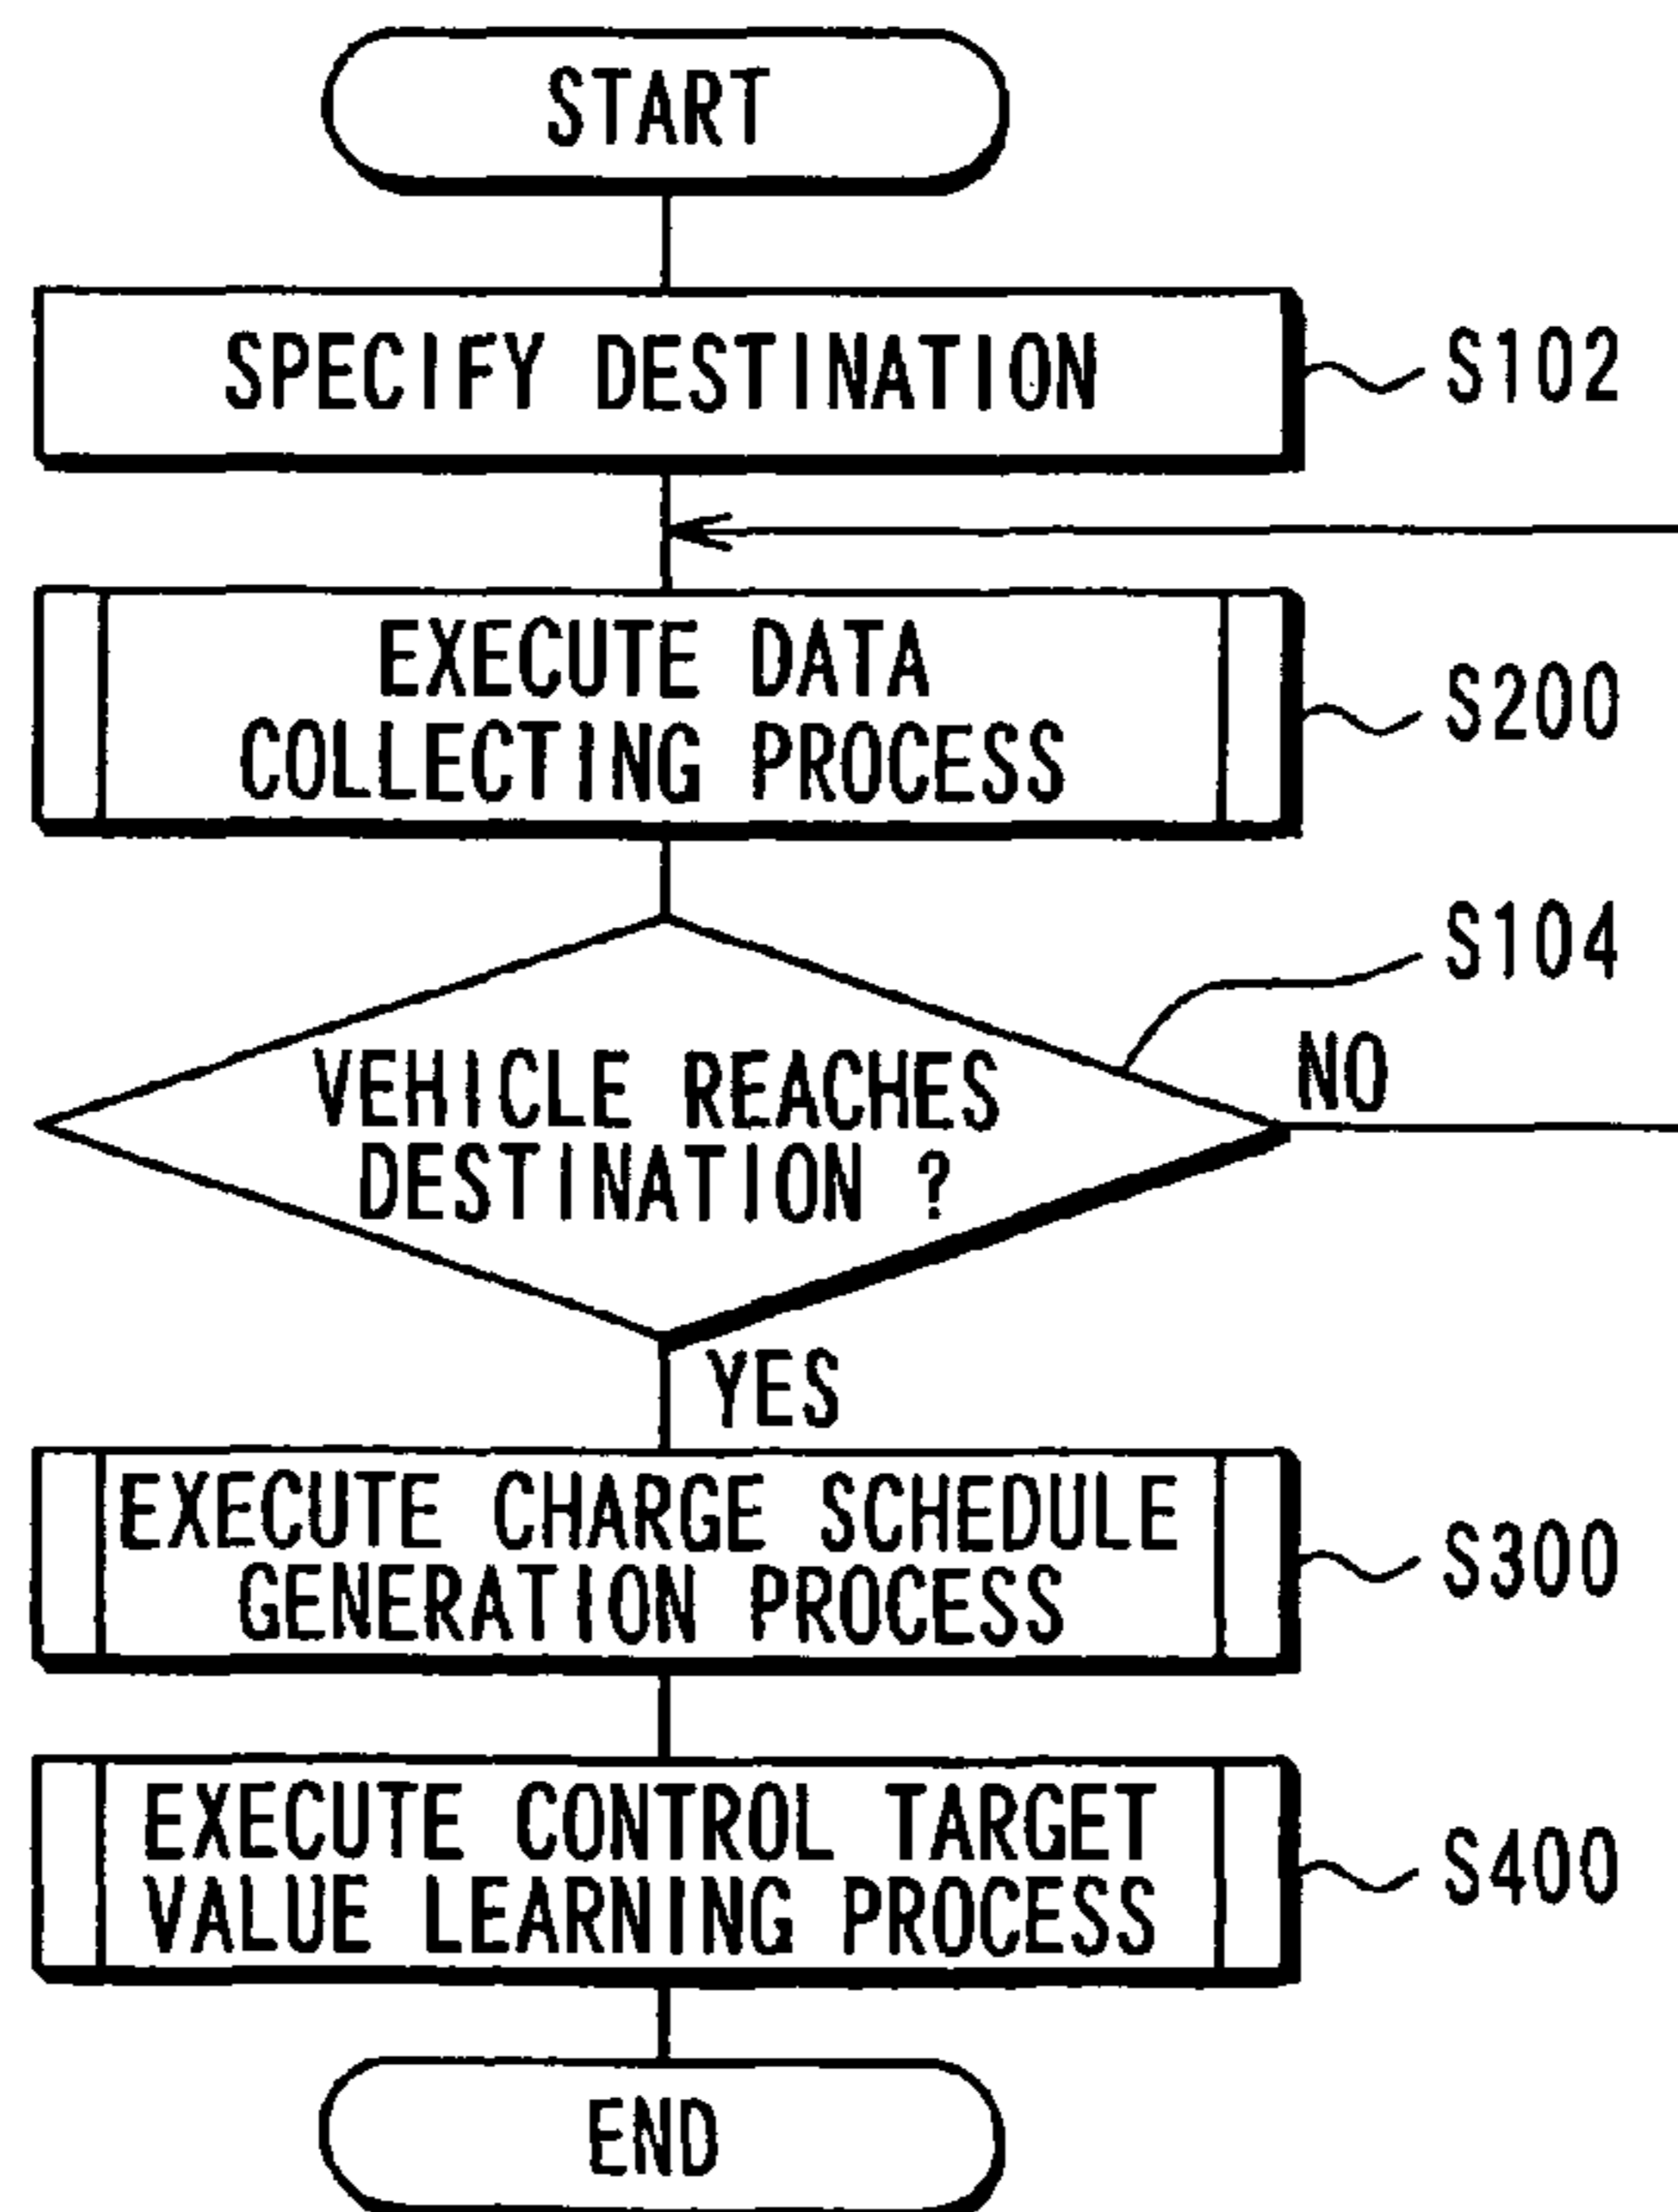 START
SPECIFY DESTINATION
S102
EXECUTE DATA
COLLECTING PROCESS
S200
S104
VEHICLE REACHES
DESTINATION ?
NO
YES
EXECUTE CHARGE SCHEDULE
GENERATION PROCESS
S300
EXECUTE CONTROL TARGET
VALUE LEARNING PROCESS
S400
END